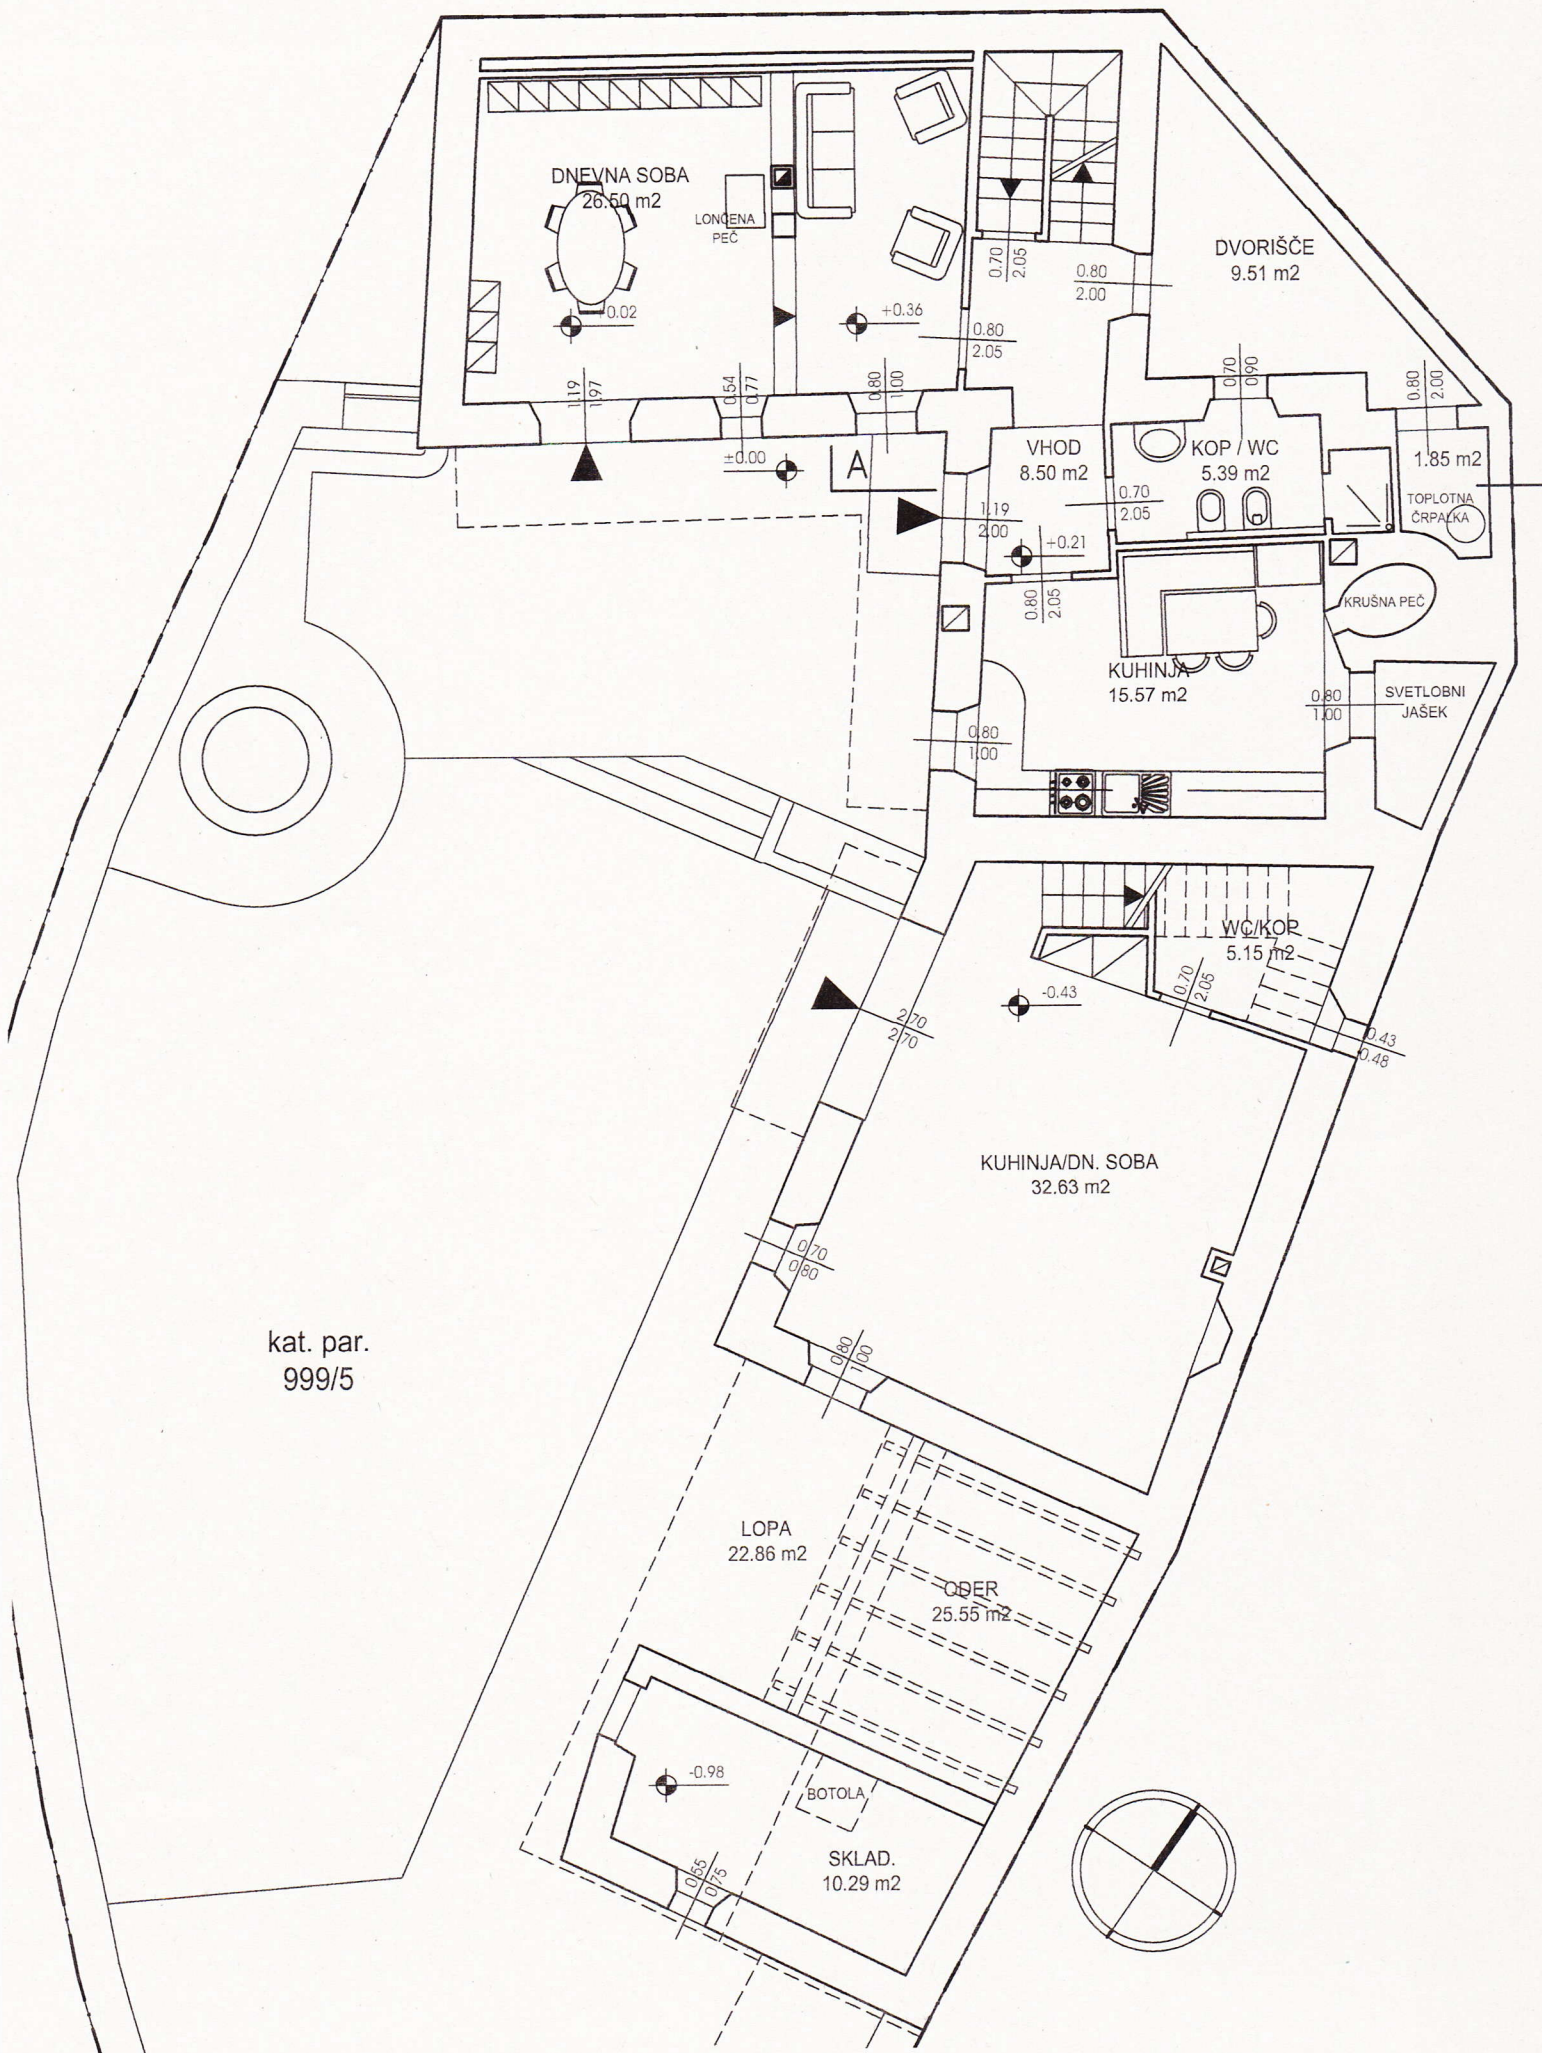 DNEVNA SOBA
26.50 m2
LONČENA
PEČ
+0.02
+0.36
0.70
2.05
0.80
2.00
DVORIŠČE
9.51 m2
0.80
2.05
1.19
1.97
0.54
0.77
0.80
1.00
0.70
0.90
0.80
2.00
±0.00
A
VHOD
8.50 m2
KOP / WC
5.39 m2
1.85 m2
TOPLOTNA
ČRPALKA
1.19
2.00
0.70
2.05
+0.21
0.80
2.05
KRUŠNA PEČ
KUHINJA
15.57 m2
0.80
1.00
SVETLOBNI
JAŠEK
0.80
1.00
WC/KOP
5.15 m2
0.70
2.05
-0.43
2.70
2.70
0.43
0.48
KUHINJA/DN. SOBA
32.63 m2
0.70
0.80
0.80
1.00
kat. par.
999/5
LOPA
22.86 m2
ODER
25.55 m2
-0.98
BOTOLA
SKLAD.
10.29 m2
0.55
0.75